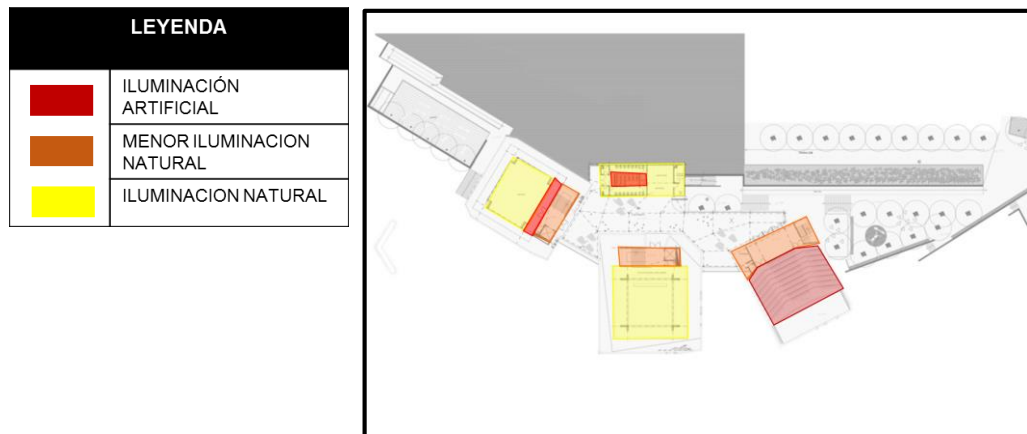 LEYENDA
ILUMINACIÓN
ARTIFICIAL
MENOR ILUMINACION
NATURAL
ILUMINACION NATURAL